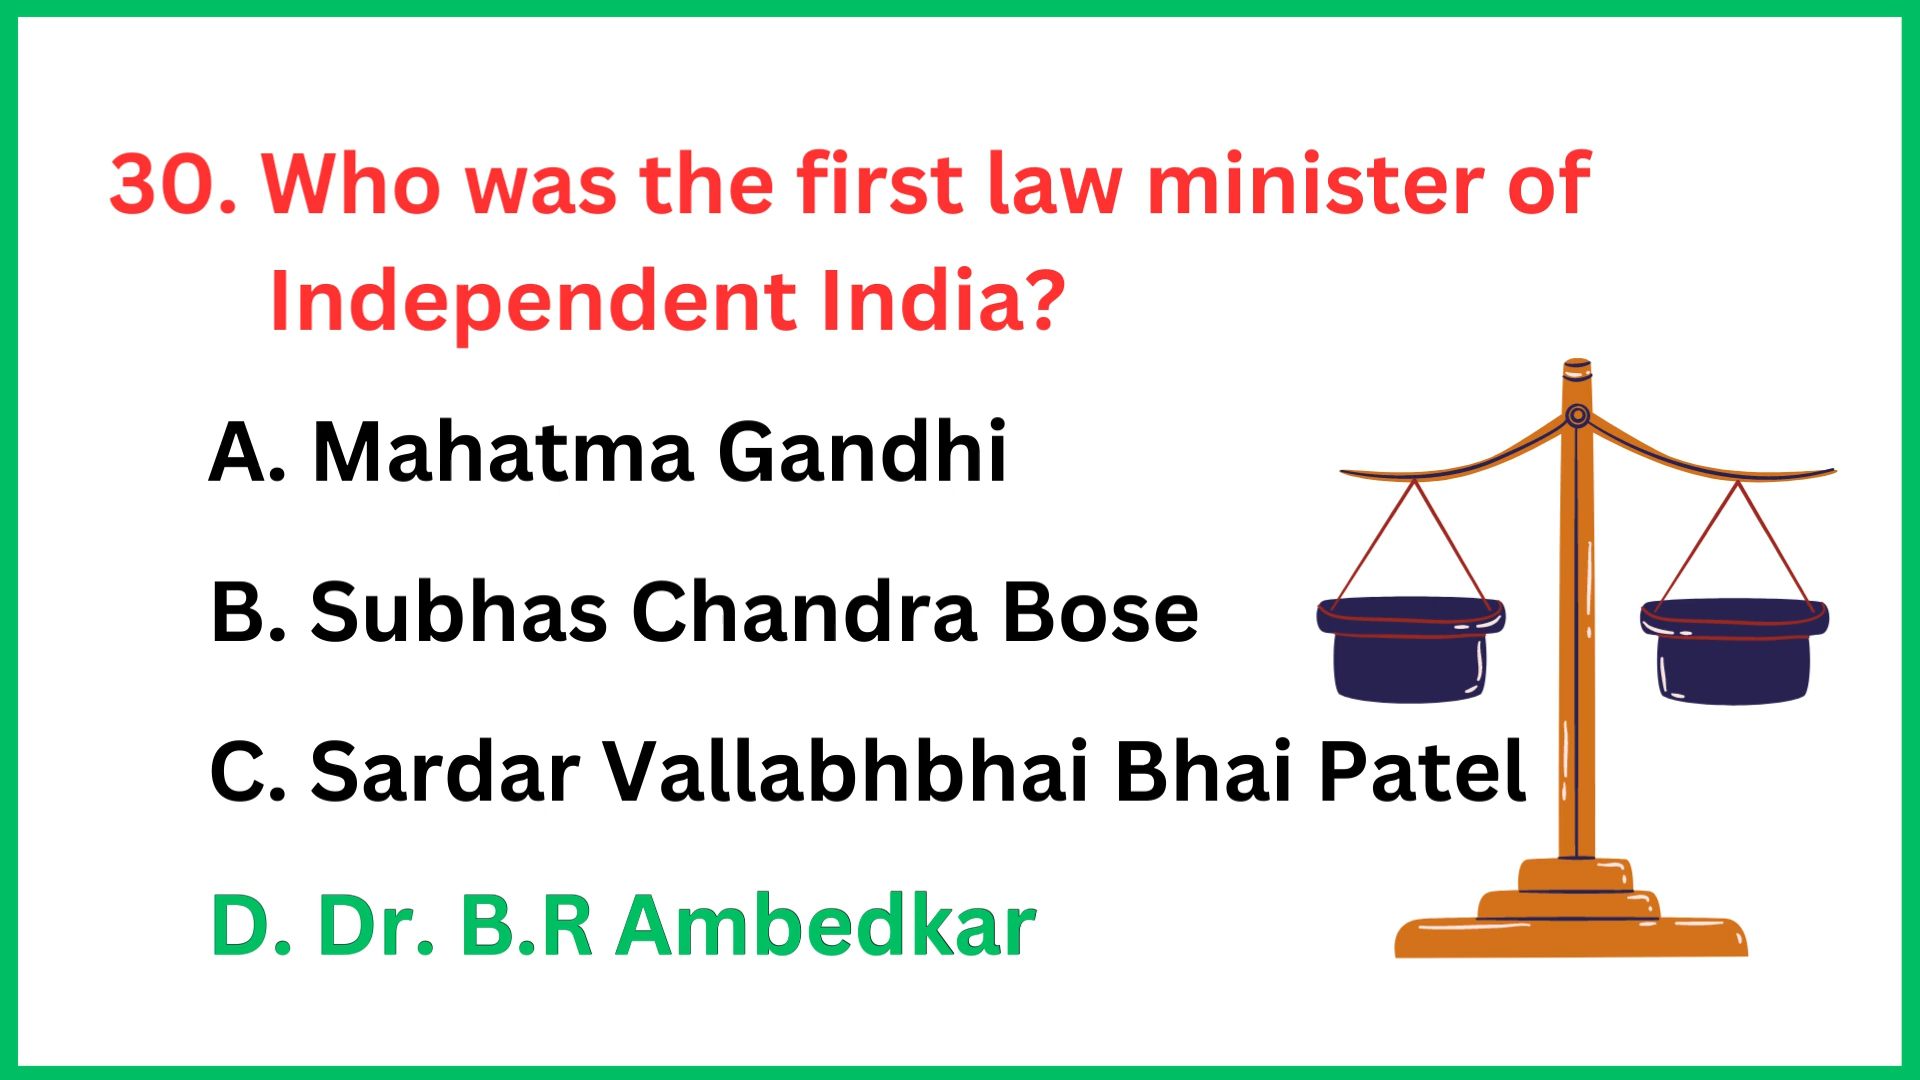 30. Who was the first law minister of
Independent India?
A. Mahatma Gandhi
B. Subhas Chandra Bose
C. Sardar Vallabhbhai Bhai Patel
D. Dr. B.R Ambedkar